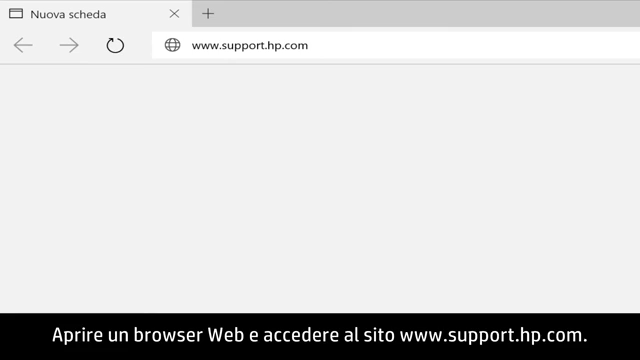 Nuova scheda
www.support.hp.com
Aprire un browser Web e accedere al sito www.support.hp.com.